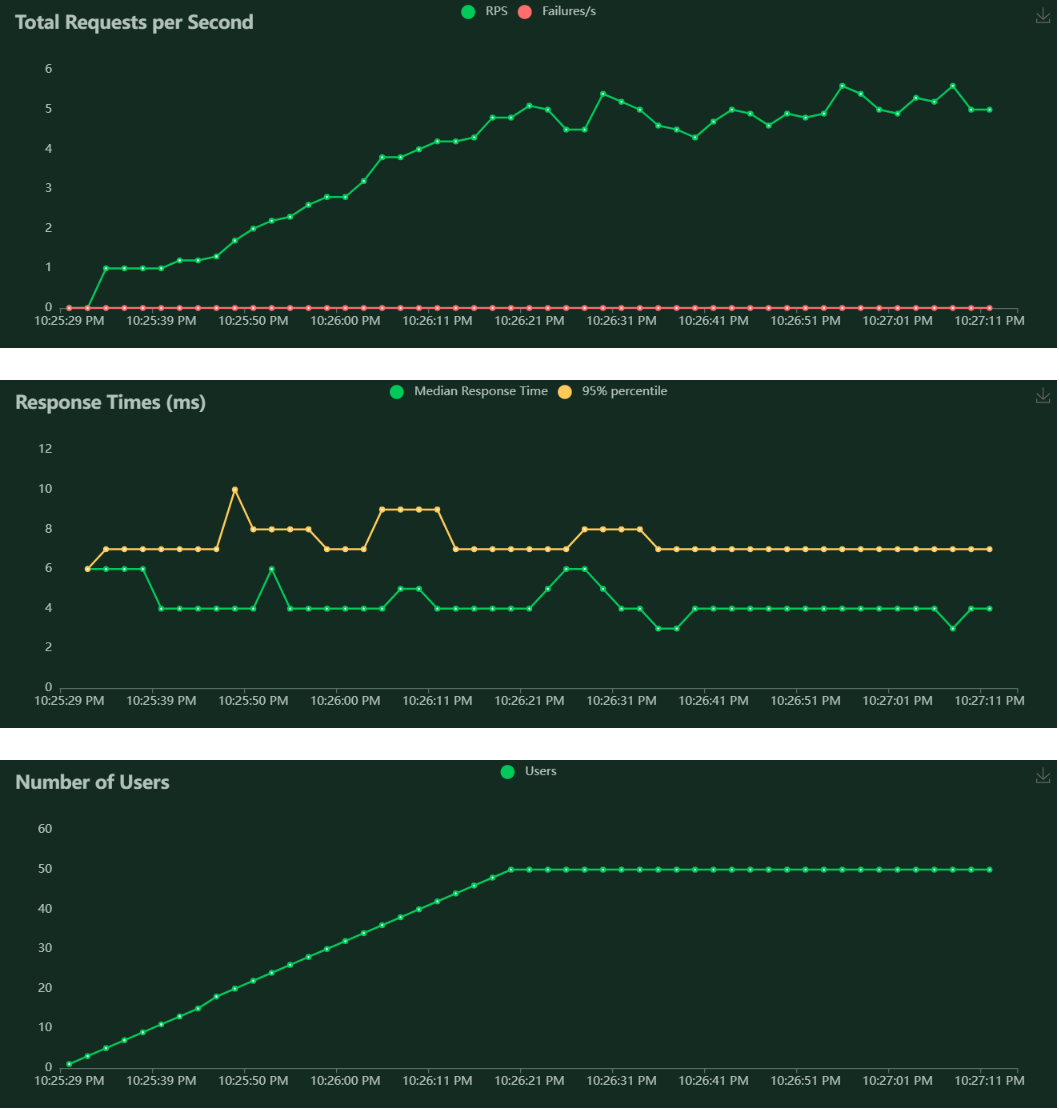 Total Requests per Second
RPS Failures/s
6
5
4
3
2
1
0
10:25:29 PM 10:25:39 PM 10:25:50 PM 10:26:00 PM 10:26:11 PM 10:26:21 PM 10:26:31 PM 10:26:41 PM 10:26:51 PM 10:27:01 PM 10:27:11 PM
Response Times (ms)
Median Response Time 95% percentile
12
10
8
6
4
2
0
10:25:29 PM 10:25:39 PM 10:25:50 PM 10:26:00 PM 10:26:11 PM 10:26:21 PM 10:26:31 PM 10:26:41 PM 10:26:51 PM 10:27:01 PM 10:27:11 PM
Number of Users
Users
60
50
40
30
20
10
0
10:25:29 PM 10:25:39 PM 10:25:50 PM 10:26:00 PM 10:26:11 PM 10:26:21 PM 10:26:31 PM 10:26:41 PM 10:26:51 PM 10:27:01 PM 10:27:11 PM